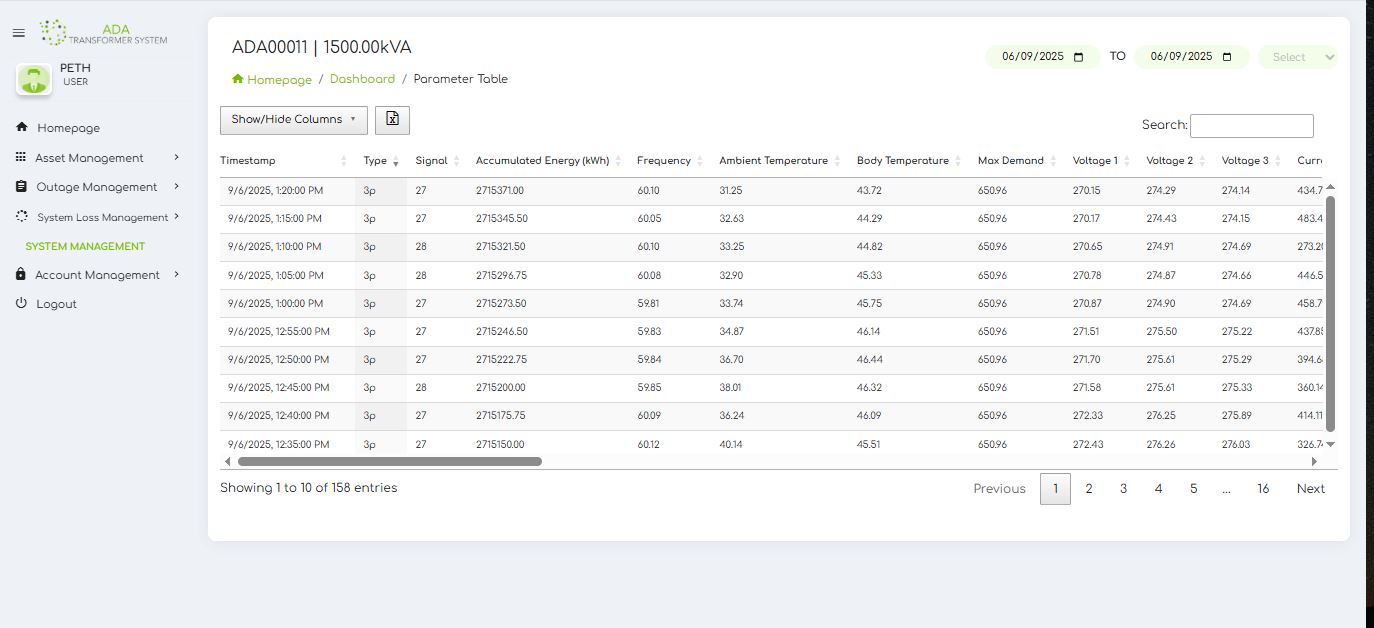 ADA
TRANSFORMER SYSTEM
PETH
USER
Homepage
Asset Management
Outage Management
System Loss Management
SYSTEM MANAGEMENT
Account Management
Logout
ADA00011 | 1500.00kVA
Homepage / Dashboard / Parameter Table
06/09/2025 TO 06/09/2025 Select
Show/Hide Columns
Search:
Timestamp Type Signal Accumulated Energy (kWh) Frequency Ambient Temperature Body Temperature Max Demand Voltage 1 Voltage 2 Voltage 3 Curr
9/6/2025, 1:20:00 PM 3p 27 2715371.00 60.10 31.25 43.72 650.96 270.15 274.29 274.14 434.7
9/6/2025, 1:15:00 PM 3p 27 2715345.50 60.05 32.63 44.29 650.96 270.17 274.43 274.15 483.4
9/6/2025, 1:10:00 PM 3p 28 2715321.50 60.10 33.25 44.82 650.96 270.65 274.91 274.69 273.20
9/6/2025, 1:05:00 PM 3p 28 2715296.75 60.08 32.90 45.33 650.96 270.78 274.87 274.66 446.5
9/6/2025, 1:00:00 PM 3p 27 2715273.50 59.81 33.74 45.75 650.96 270.87 274.90 274.69 458.7
9/6/2025, 12:55:00 PM 3p 27 2715246.50 59.83 34.87 46.14 650.96 271.51 275.50 275.22 437.85
9/6/2025, 12:50:00 PM 3p 27 2715222.75 59.84 36.70 46.44 650.96 271.70 275.61 275.29 394.6
9/6/2025, 12:45:00 PM 3p 28 2715200.00 59.85 38.01 46.32 650.96 271.58 275.61 275.33 360.14
9/6/2025, 12:40:00 PM 3p 27 2715175.75 60.09 36.24 46.09 650.96 272.33 276.25 275.89 414.11
9/6/2025, 12:35:00 PM 3p 27 2715150.00 60.12 40.14 45.51 650.96 272.43 276.26 276.03 326.74
Showing 1 to 10 of 158 entries
Previous 1 2 3 4 5 ... 16 Next